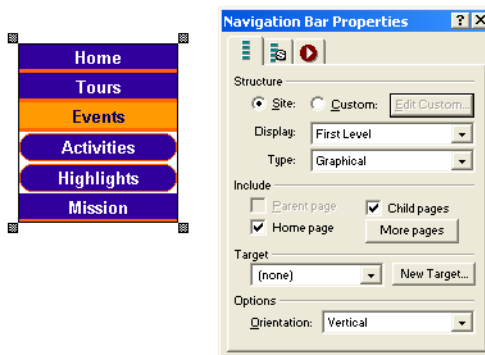 Home
Tours
Events
Activities
Highlights
Mission
Navigation Bar Properties ? X
Structure
Site: Custom: Edit Custom...
Display: First Level
Type: Graphical
Include
Parent page Child pages
Home page More pages
Target
(none) New Target...
Options
Orientation: Vertical